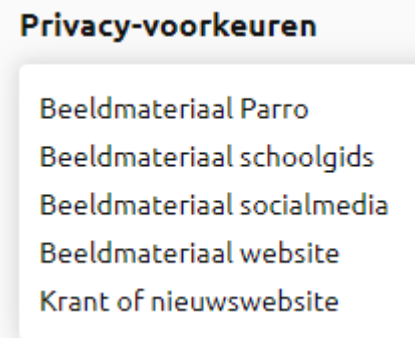 Privacy-voorkeuren
Beeldmateriaal Parro
Beeldmateriaal schoolgids
Beeldmateriaal socialmedia
Beeldmateriaal website
Krant of nieuwswebsite